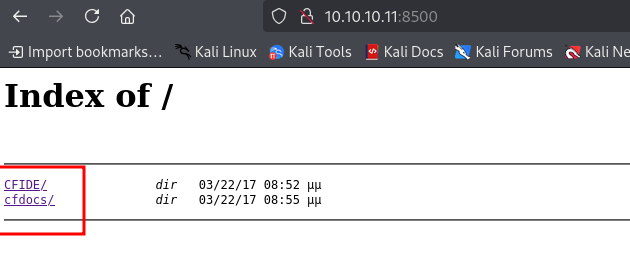 10.10.10.11:8500
Import bookmarks... Kali Linux Kali Tools Kali Docs Kali Forums Kali Ne
Index of /
CFIDE/ dir 03/22/17 08:52 μμ
cfdocs/ dir 03/22/17 08:55 μμ